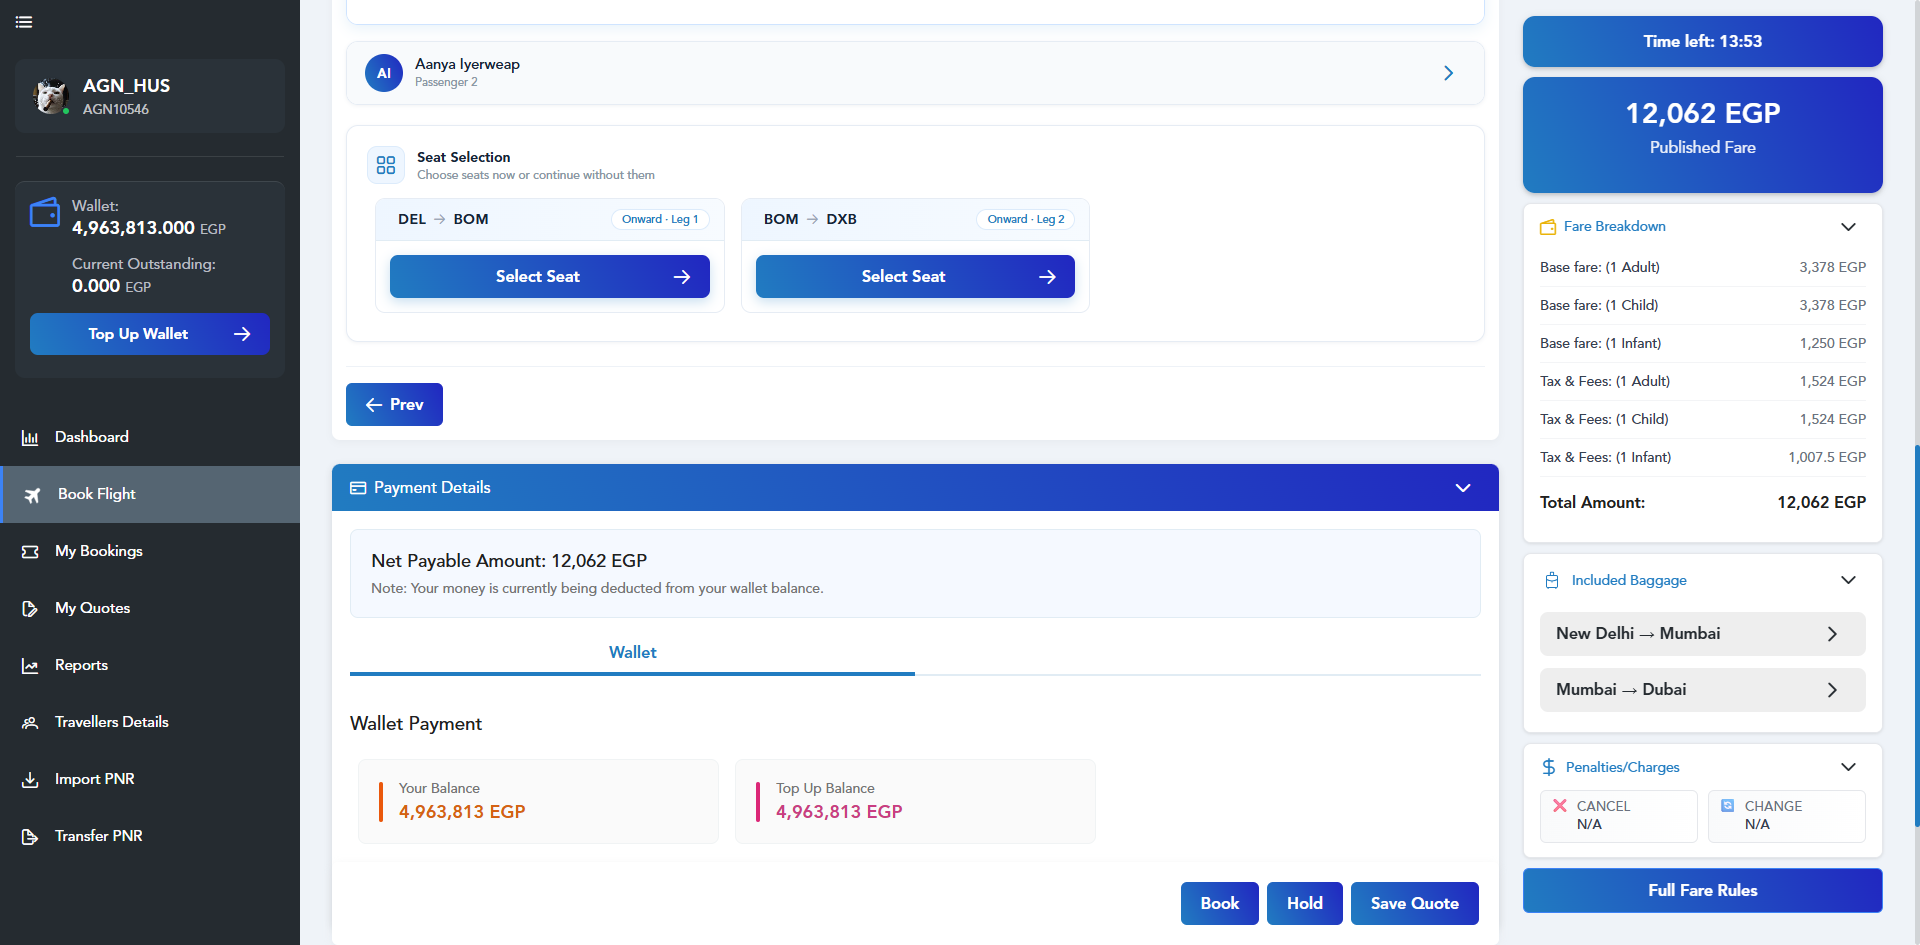 AGN_HUS
AGN10546
Wallet:
4,963,813.000 EGP
Current Outstanding:
0.000 EGP
Top Up Wallet
Dashboard
Book Flight
My Bookings
My Quotes
Reports
Travellers Details
Import PNR
Transfer PNR
AI
Aanya Iyerweap
Passenger 2
Seat Selection
Choose seats now or continue without them
DEL → BOM
Onward · Leg 1
Select Seat
BOM → DXB
Onward · Leg 2
Select Seat
Prev
Payment Details
Net Payable Amount: 12,062 EGP
Note: Your money is currently being deducted from your wallet balance.
Wallet
Wallet Payment
Your Balance
4,963,813 EGP
Top Up Balance
4,963,813 EGP
Book
Hold
Save Quote
Time left: 13:53
12,062 EGP
Published Fare
Fare Breakdown
Base fare: (1 Adult) 3,378 EGP
Base fare: (1 Child) 3,378 EGP
Base fare: (1 Infant) 1,250 EGP
Tax & Fees: (1 Adult) 1,524 EGP
Tax & Fees: (1 Child) 1,524 EGP
Tax & Fees: (1 Infant) 1,007.5 EGP
Total Amount: 12,062 EGP
Included Baggage
New Delhi → Mumbai
Mumbai → Dubai
Penalties/Charges
CANCEL
N/A
CHANGE
N/A
Full Fare Rules